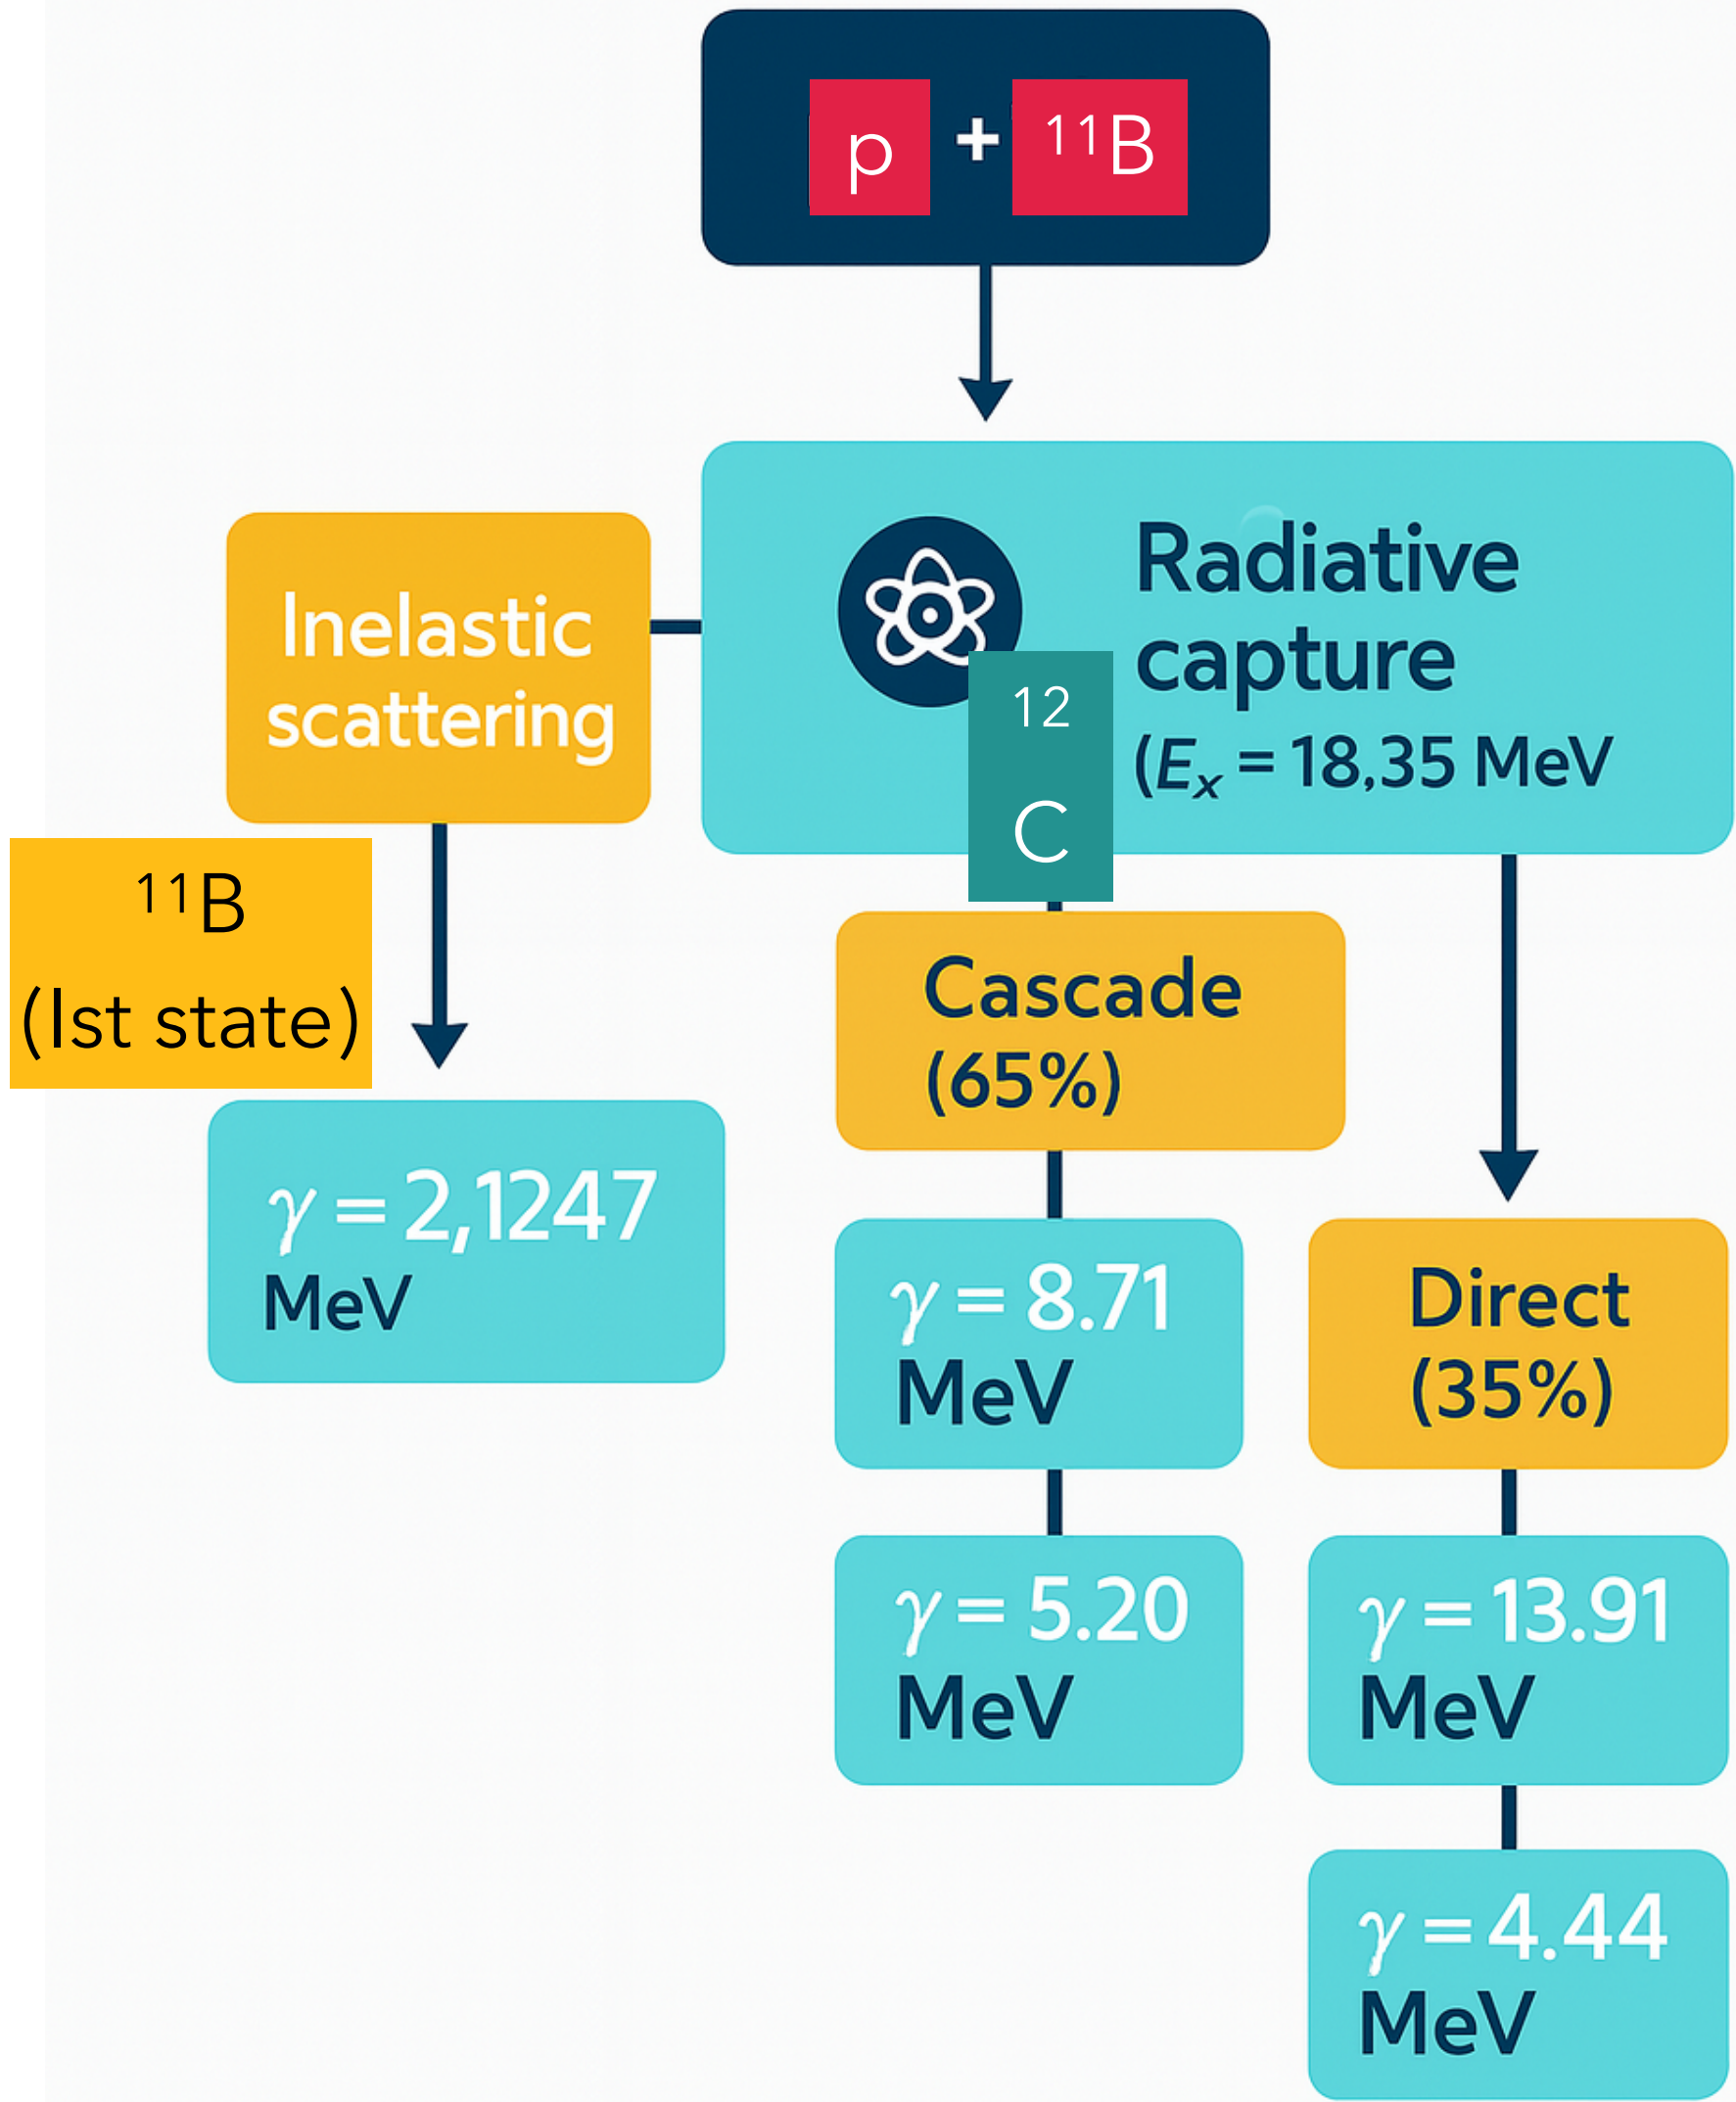 p + ¹¹B
Radiative
capture
(Eₓ = 18,35 MeV
¹²
C
Inelastic
scattering
¹¹B
(Ist state)
γ = 2,1247
MeV
Cascade
(65%)
γ = 8.71
MeV
γ = 5.20
MeV
Direct
(35%)
γ = 13.91
MeV
γ = 4.44
MeV